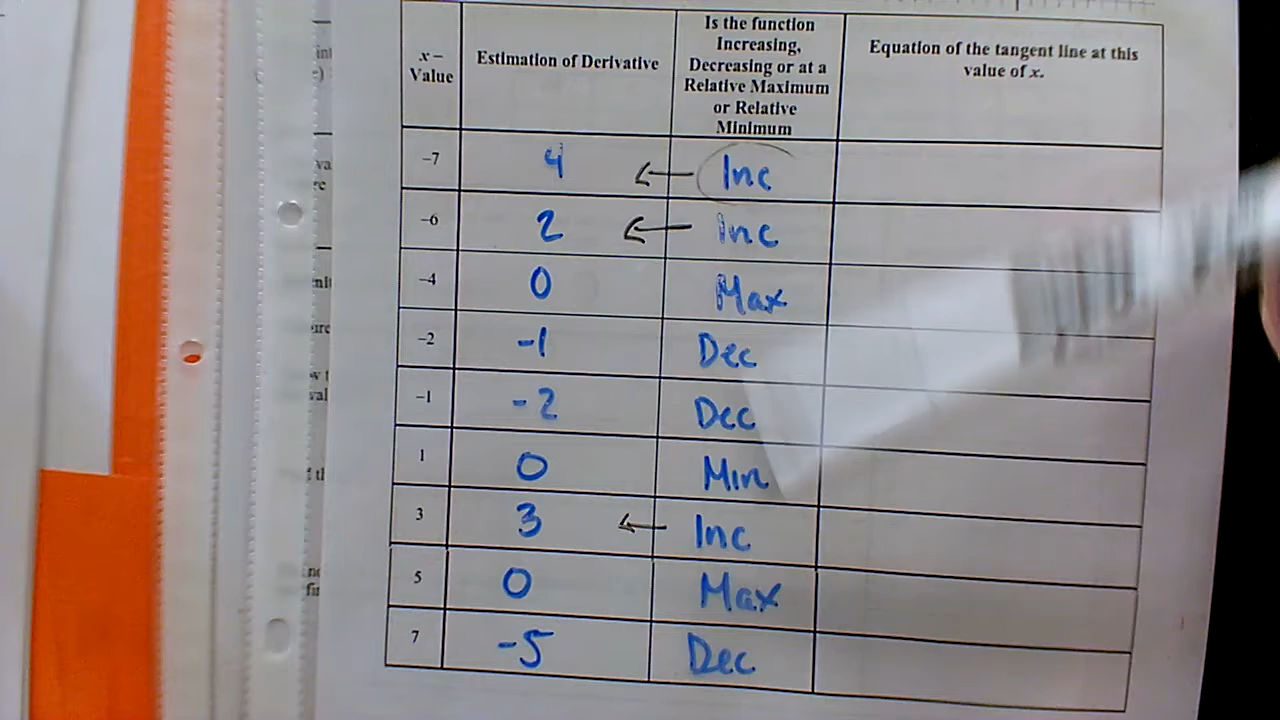 x –
Value
Estimation of Derivative
Is the function
Increasing,
Decreasing or at a
Relative Maximum
or Relative
Minimum
Equation of the tangent line at this
value of x.
–7 4 Inc
–6 2 Inc
–4 0 Max
–2 -1 Dec
–1 -2 Dec
1 0 Min
3 3 Inc
5 0 Max
7 -5 Dec